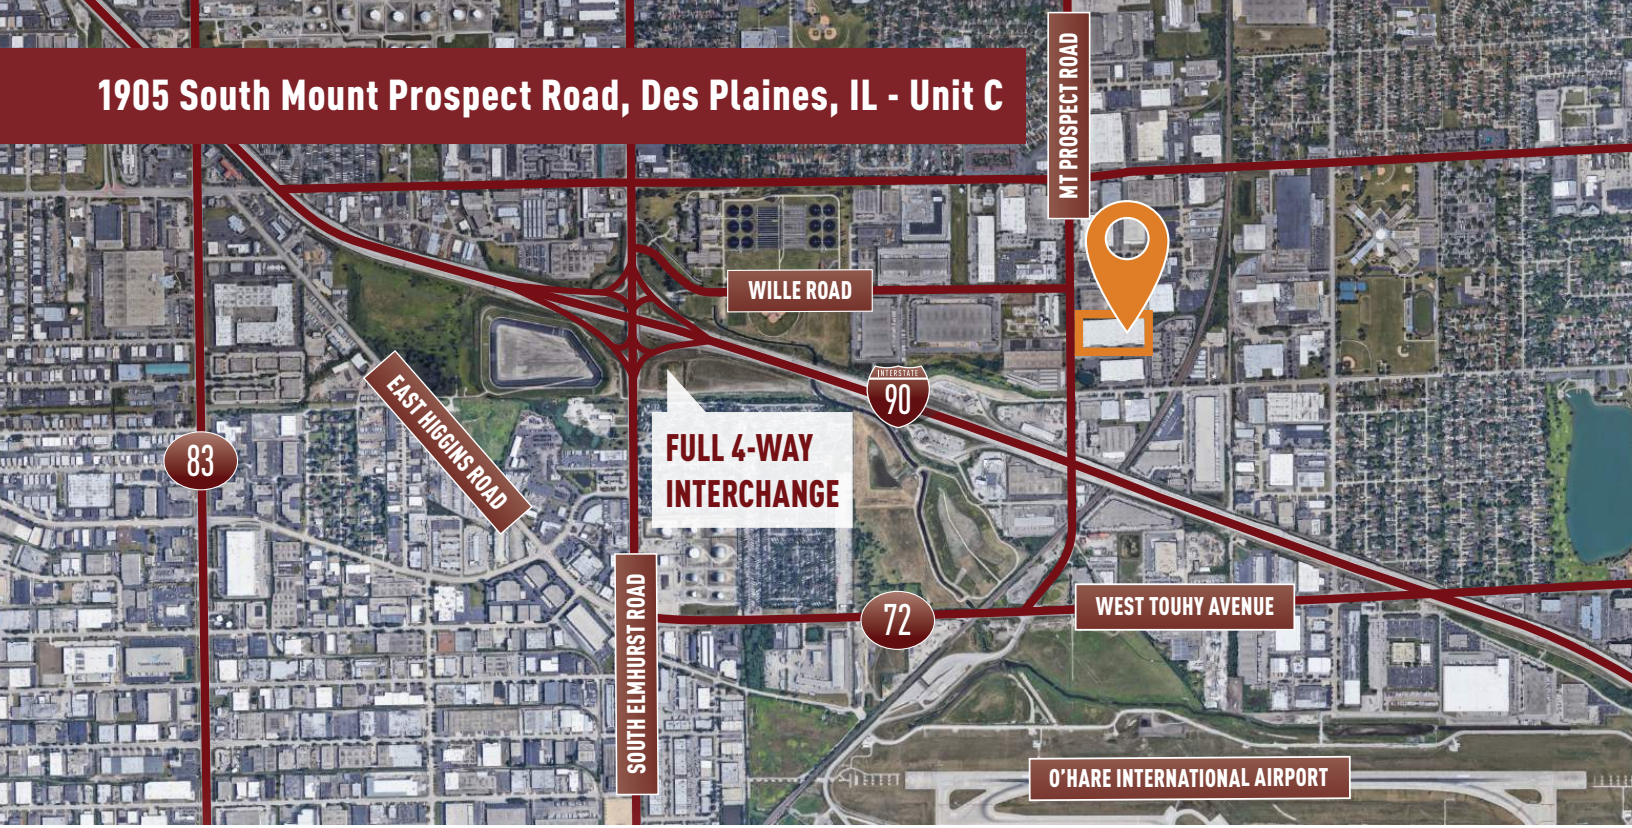 1905 South Mount Prospect Road, Des Plaines, IL - Unit C
MT PROSPECT ROAD
WILLE ROAD
INTERSTATE
90
EAST HIGGINS ROAD
FULL 4-WAY
INTERCHANGE
83
SOUTH ELMHURST ROAD
72
WEST TOUHY AVENUE
O'HARE INTERNATIONAL AIRPORT